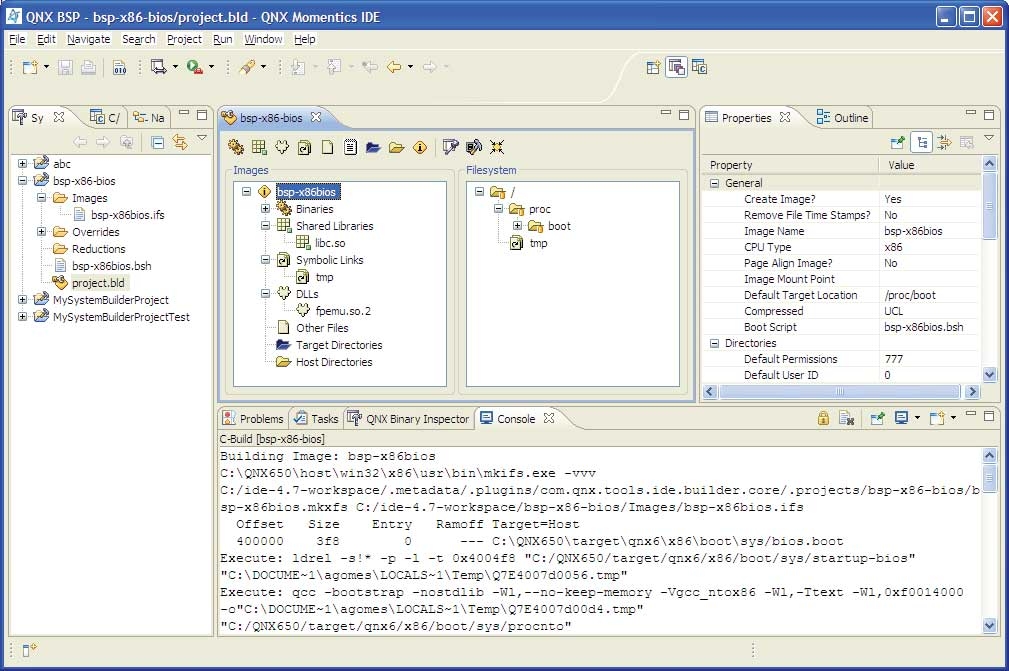 QNX BSP - bsp-x86-bios/project.bld - QNX Momentics IDE
File Edit Navigate Search Project Run Window Help
Sy C/ Na
abc
bsp-x86-bios
Images
bsp-x86bios.ifs
Overrides
Reductions
bsp-x86bios.bsh
project.bld
MySystemBuilderProject
MySystemBuilderProjectTest
bsp-x86-bios
Images
bsp-x86bios
Binaries
Shared Libraries
libc.so
Symbolic Links
tmp
DLLs
fpemu.so.2
Other Files
Target Directories
Host Directories
Filesystem
/
proc
boot
tmp
Properties Outline
Property Value
General
Create Image? Yes
Remove File Time Stamps? No
Image Name bsp-x86bios
CPU Type x86
Page Align Image? No
Image Mount Point
Default Target Location /proc/boot
Compressed UCL
Boot Script bsp-x86bios.bsh
Directories
Default Permissions 777
Default User ID 0
Problems Tasks QNX Binary Inspector Console
C-Build [bsp-x86-bios]
Building Image: bsp-x86bios
C:\QNX650\host\win32\x86\usr\bin\mkifs.exe -vvv
C:/ide-4.7-workspace/.metadata/.plugins/com.qnx.tools.ide.builder.core/.projects/bsp-x86-bios/b
sp-x86bios.mkxfs C:/ide-4.7-workspace/bsp-x86-bios/Images/bsp-x86bios.ifs
Offset Size Entry Ramoff Target=Host
400000 3f8 0 --- C:\QNX650\target\qnx6\x86\boot\sys/bios.boot
Execute: ldrel -s!* -p -l -t 0x4004f8 "C:/QNX650/target/qnx6/x86/boot/sys/startup-bios"
"C:\DOCUME~1\agomes\LOCALS~1\Temp\Q7E4007d0056.tmp"
Execute: qcc -bootstrap -nostdlib -Wl,--no-keep-memory -Vgcc_ntox86 -Wl,-Ttext -Wl,0xf0014000
-o"C:\DOCUME~1\agomes\LOCALS~1\Temp\Q7E4007d00d4.tmp"
"C:/QNX650/target/qnx6/x86/boot/sys/procnto"